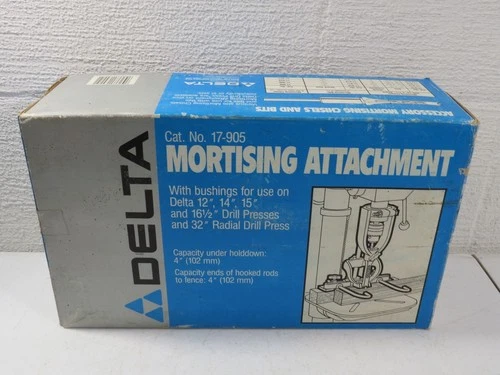 ACCESSORY MORTISING CHISELS AND BITS
DELTA
DELTA
Cat. No. 17-905
MORTISING ATTACHMENT
With bushings for use on
Delta 12", 14", 15"
and 16½" Drill Presses
and 32" Radial Drill Press
Capacity under holddown:
4" (102 mm)
Capacity ends of hooked rods
to fence: 4" (102 mm)